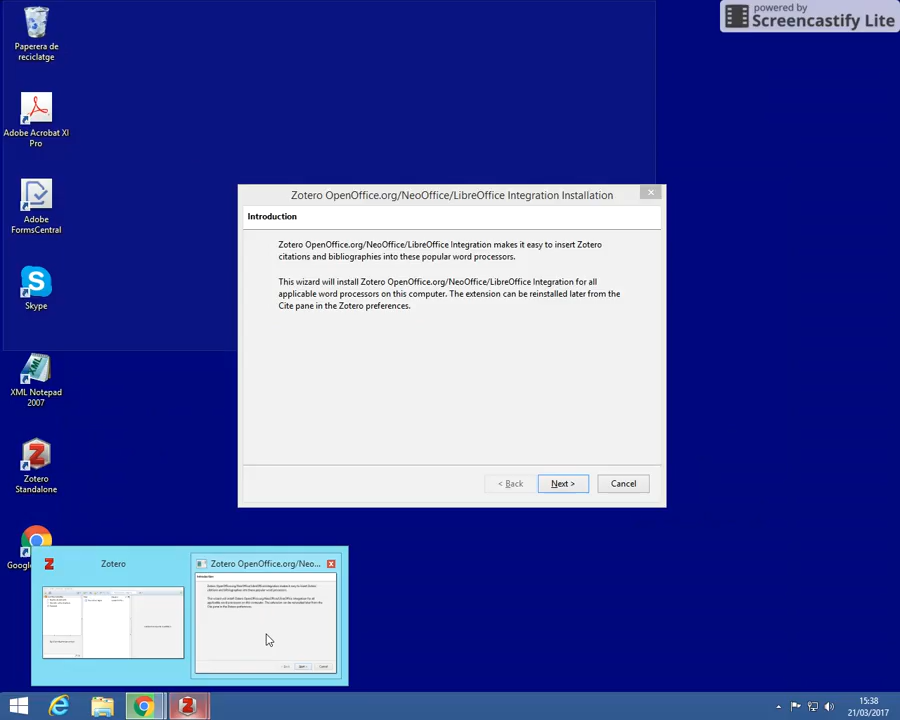 powered by
Screencastify Lite
Paperera de
reciclatge
Adobe Acrobat XI
Pro
Adobe
FormsCentral
Skype
XML Notepad
2007
Zotero
Standalone
Zotero OpenOffice.org/NeoOffice/LibreOffice Integration Installation
Introduction
Zotero OpenOffice.org/NeoOffice/LibreOffice Integration makes it easy to insert Zotero
citations and bibliographies into these popular word processors.
This wizard will install Zotero OpenOffice.org/NeoOffice/LibreOffice Integration for all
applicable word processors on this computer. The extension can be reinstalled later from the
Cite pane in the Zotero preferences.
< Back
Next >
Cancel
Zotero
Zotero OpenOffice.org/Neo...
15:38
21/03/2017